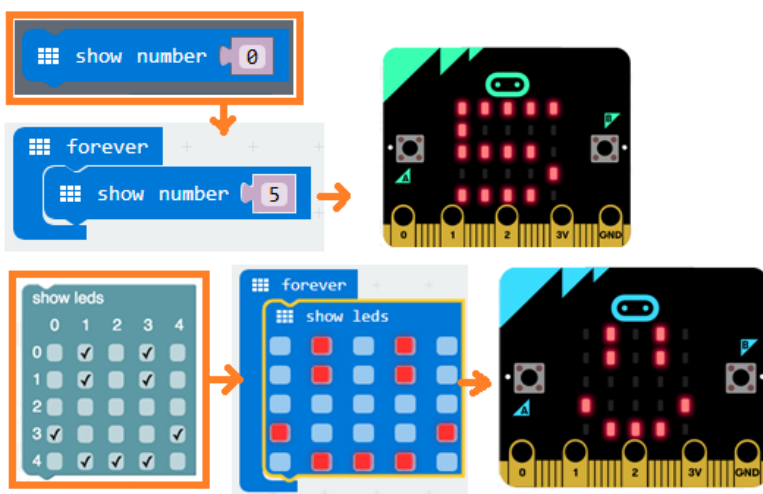 show number 0
forever
show number 5
B
A
0 1 2 3V GND
show leds
0 1 2 3 4
0
1
2
3
4
forever
show leds
B
A
0 1 2 3V GND